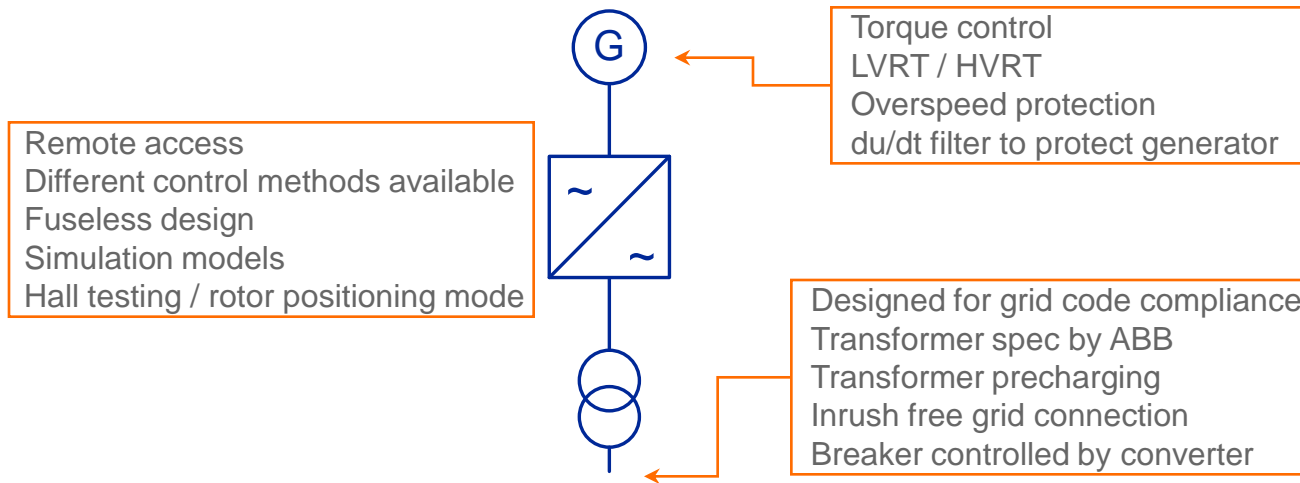 G
Torque control
LVRT / HVRT
Overspeed protection
du/dt filter to protect generator
Remote access
Different control methods available
Fuseless design
Simulation models
Hall testing / rotor positioning mode
~
~
Designed for grid code compliance
Transformer spec by ABB
Transformer precharging
Inrush free grid connection
Breaker controlled by converter